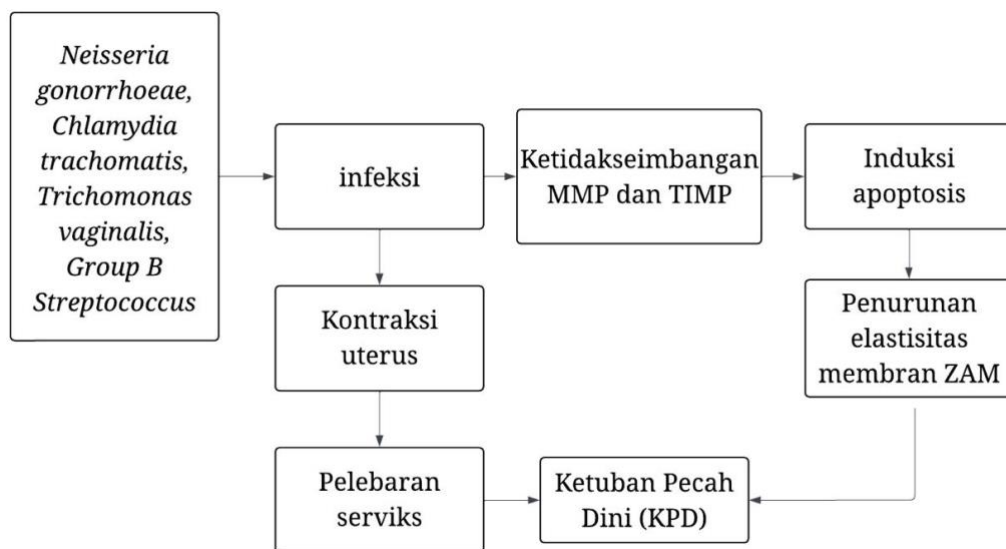 Neisseria
gonorrhoeae,
Chlamydia
trachomatis,
Trichomonas
vaginalis,
Group B
Streptococcus
infeksi
Ketidakseimbangan
MMP dan TIMP
Induksi
apoptosis
Kontraksi
uterus
Penurunan
elastisitas
membran ZAM
Pelebaran
serviks
Ketuban Pecah
Dini (KPD)